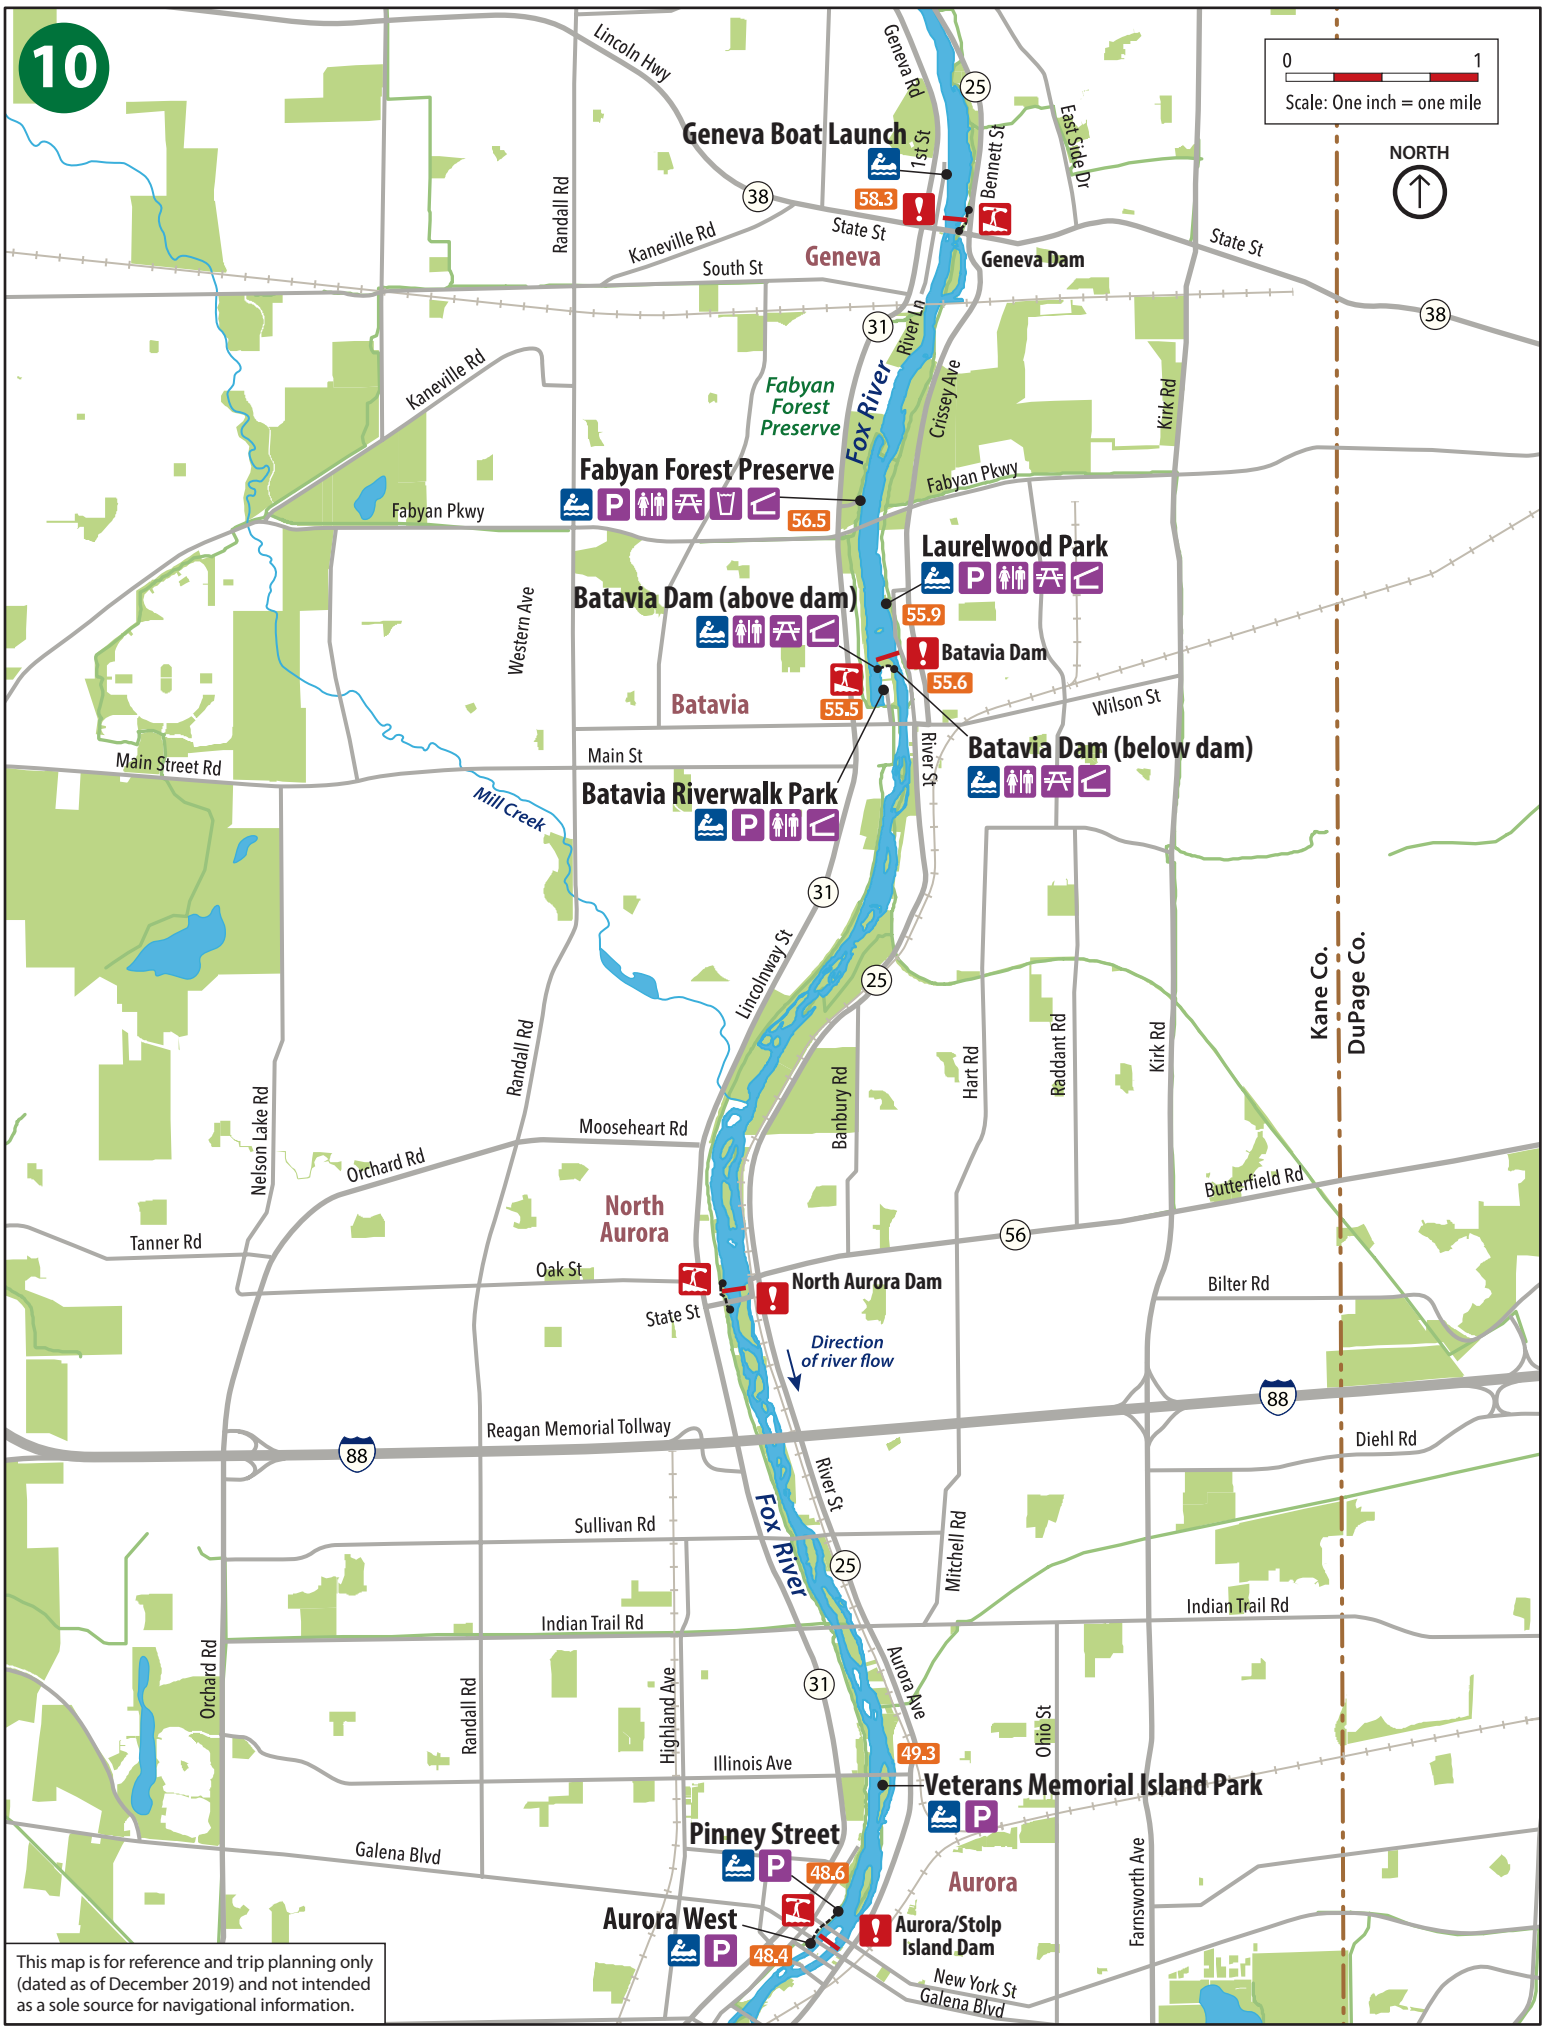 10
Lincoln Hwy
Geneva Rd
25
0 1
Scale: One inch = one mile
NORTH
Geneva Boat Launch
1st St
Bennett St
East Side Dr
58.3
38
Randall Rd
State St
Kaneville Rd
Geneva
South St
Geneva Dam
State St
38
31
River Ln
Kaneville Rd
Fabyan
Forest
Preserve
Fox River
Crissey Ave
Kirk Rd
Fabyan Forest Preserve
P
56.5
Fabyan Pkwy
Fabyan Pkwy
Laurelwood Park
P
55.9
Western Ave
Batavia Dam (above dam)
Batavia Dam
55.6
55.5
Batavia
Wilson St
River St
Batavia Dam (below dam)
Main Street Rd
Main St
Mill Creek
Batavia Riverwalk Park
P
31
Lincolnway St
25
Kane Co.
DuPage Co.
Randall Rd
Nelson Lake Rd
Banbury Rd
Hart Rd
Raddant Rd
Kirk Rd
Mooseheart Rd
Orchard Rd
Butterfield Rd
North
Aurora
56
Tanner Rd
Oak St
North Aurora Dam
Bilter Rd
State St
Direction
of river flow
88
Reagan Memorial Tollway
88
Diehl Rd
River St
Fox River
Sullivan Rd
25
Mitchell Rd
Indian Trail Rd
Indian Trail Rd
Orchard Rd
Randall Rd
Highland Ave
31
Aurora Ave
Ohio St
49.3
Illinois Ave
Veterans Memorial Island Park
P
Pinney Street
P
48.6
Galena Blvd
Aurora
Farnsworth Ave
Aurora West
P
48.4
Aurora/Stolp
Island Dam
New York St
Galena Blvd
This map is for reference and trip planning only
(dated as of December 2019) and not intended
as a sole source for navigational information.